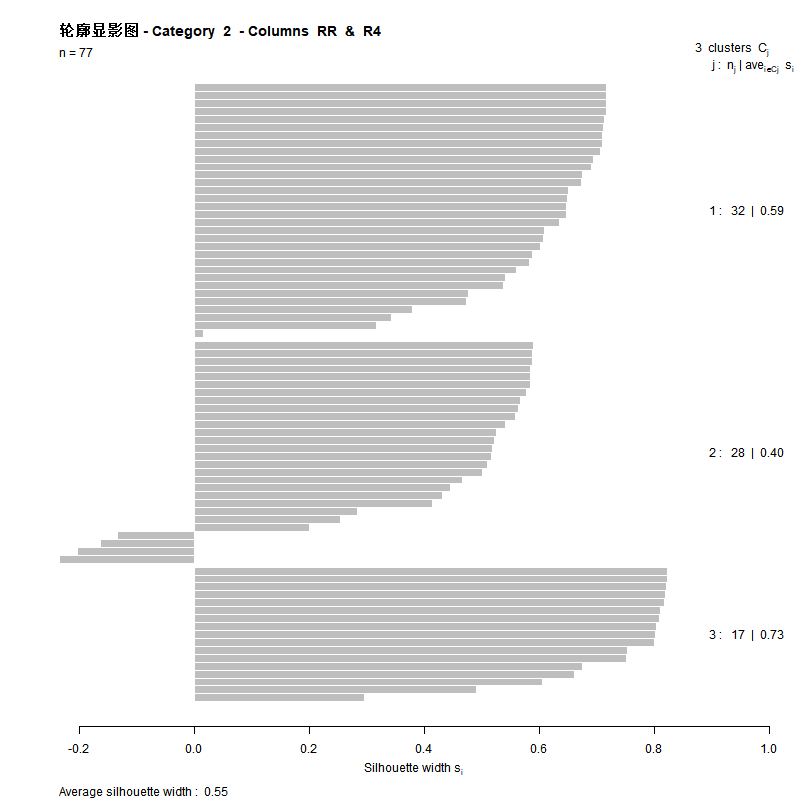 轮廓显影图 - Category 2 - Columns RR & R4
n = 77
3 clusters Cj
j : nj | avei∈Cj si
1 : 32 | 0.59
2 : 28 | 0.40
3 : 17 | 0.73
-0.2 0.0 0.2 0.4 0.6 0.8 1.0
Silhouette width si
Average silhouette width : 0.55